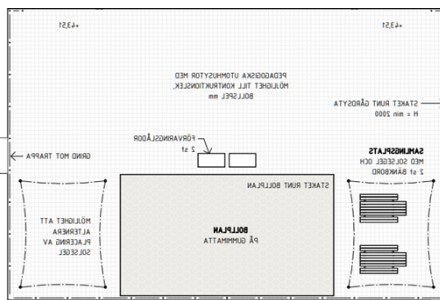 +43,51
+43,51
PEDAGOGISKA UTOMHUSYTOR MED
MÖJLIGHET TILL KONTRUKTIONSLEK,
BOLLSPEL mm
STAKET RUNT GÅRDSYTA
H = min 2000
FÖRVARINGSLÅDOR
2 st
GRIND MOT TRAPPA
SAMLINGSPLATS
MED SOLSEGEL OCH
2 st BÄNKBORD
STAKET RUNT BOLLPLAN
BOLLPLAN
PÅ GUMMIMATTA
MÖJLIGHET ATT
ALTERNERA
PLACERING AV
SOLSEGEL